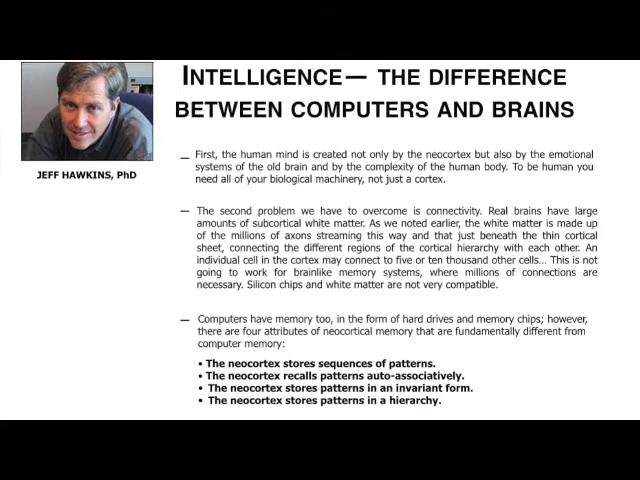 INTELLIGENCE— THE DIFFERENCE
BETWEEN COMPUTERS AND BRAINS
JEFF HAWKINS, PhD
— First, the human mind is created not only by the neocortex but also by the emotional
systems of the old brain and by the complexity of the human body. To be human you
need all of your biological machinery, not just a cortex.
— The second problem we have to overcome is connectivity. Real brains have large
amounts of subcortical white matter. As we noted earlier, the white matter is made up
of the millions of axons streaming this way and that just beneath the thin cortical
sheet, connecting the different regions of the cortical hierarchy with each other. An
individual cell in the cortex may connect to five or ten thousand other cells... This is not
going to work for brainlike memory systems, where millions of connections are
necessary. Silicon chips and white matter are not very compatible.
— Computers have memory too, in the form of hard drives and memory chips; however,
there are four attributes of neocortical memory that are fundamentally different from
computer memory:
• The neocortex stores sequences of patterns.
• The neocortex recalls patterns auto-associatively.
• The neocortex stores patterns in an invariant form.
• The neocortex stores patterns in a hierarchy.